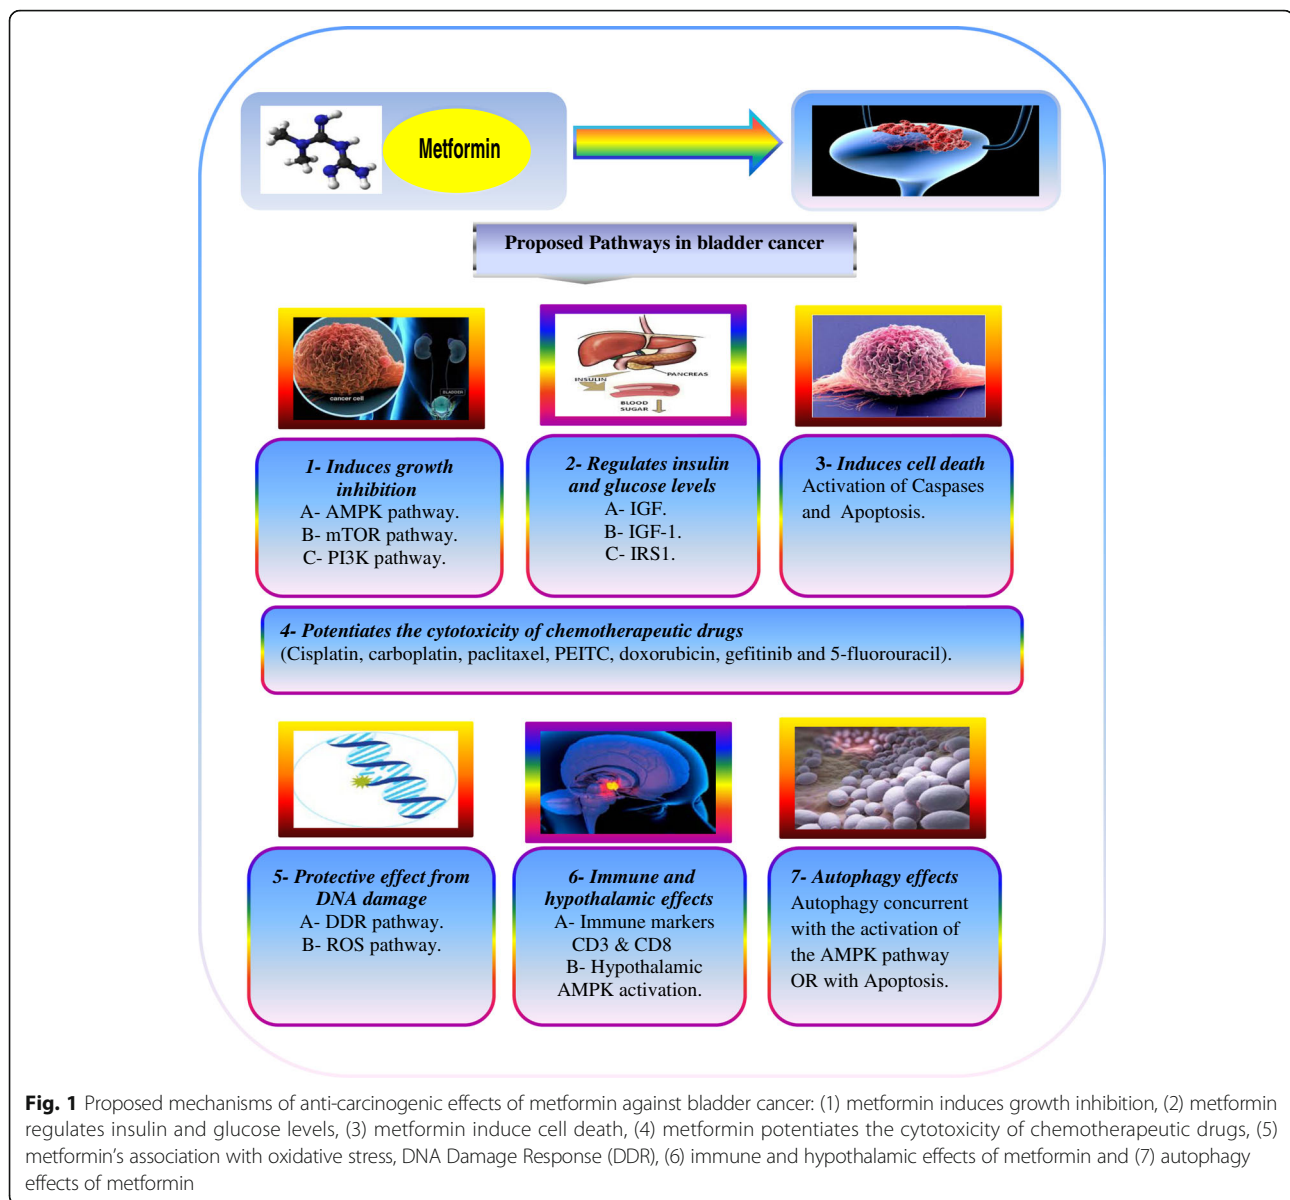 Metformin
Proposed Pathways in bladder cancer
cancer cell
BLADDER
INSULIN
PANCREAS
BLOOD
SUGAR
1- Induces growth
inhibition
A- AMPK pathway.
B- mTOR pathway.
C- PI3K pathway.
2- Regulates insulin
and glucose levels
A- IGF.
B- IGF-1.
C- IRS1.
3- Induces cell death
Activation of Caspases
and Apoptosis.
4- Potentiates the cytotoxicity of chemotherapeutic drugs
(Cisplatin, carboplatin, paclitaxel, PEITC, doxorubicin, gefitinib and 5-fluorouracil).
5- Protective effect from
DNA damage
A- DDR pathway.
B- ROS pathway.
6- Immune and
hypothalamic effects
A- Immune markers
CD3 & CD8
B- Hypothalamic
AMPK activation.
7- Autophagy effects
Autophagy concurrent
with the activation of
the AMPK pathway
OR with Apoptosis.
Fig. 1 Proposed mechanisms of anti-carcinogenic effects of metformin against bladder cancer: (1) metformin induces growth inhibition, (2) metformin
regulates insulin and glucose levels, (3) metformin induce cell death, (4) metformin potentiates the cytotoxicity of chemotherapeutic drugs, (5)
metformin's association with oxidative stress, DNA Damage Response (DDR), (6) immune and hypothalamic effects of metformin and (7) autophagy
effects of metformin